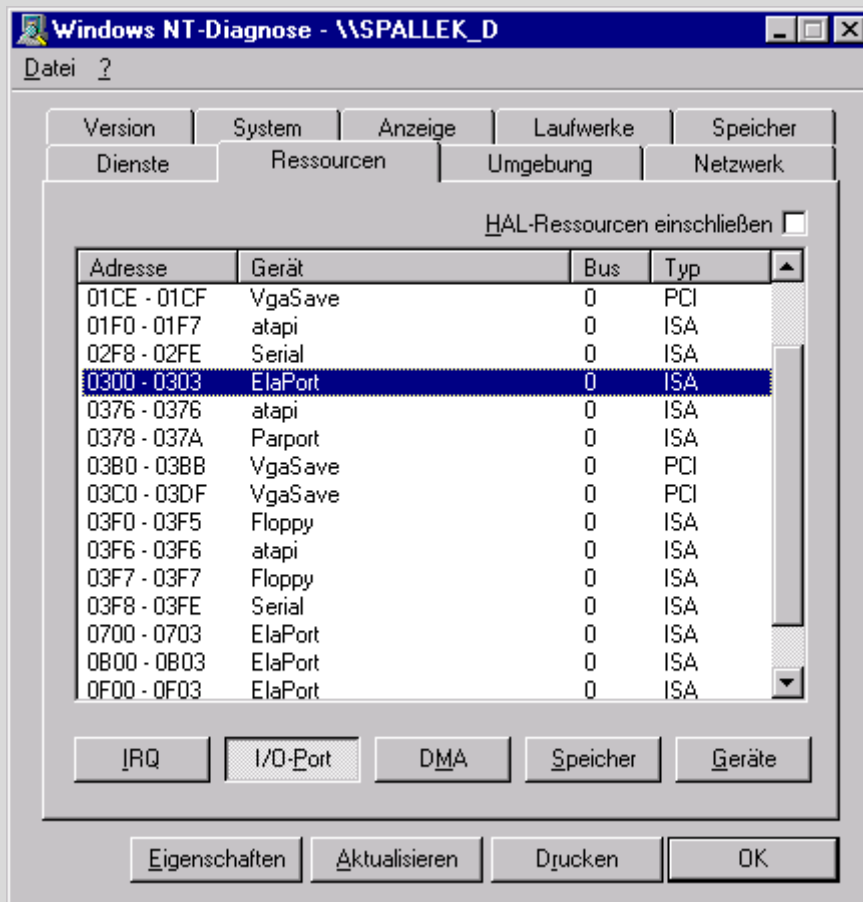 Windows NT-Diagnose - \\SPALLEK_D
Datei ?
Version System Anzeige Laufwerke Speicher
Dienste Ressourcen Umgebung Netzwerk
HAL-Ressourcen einschließen
Adresse Gerät Bus Typ
01CE - 01CF VgaSave 0 PCI
01F0 - 01F7 atapi 0 ISA
02F8 - 02FE Serial 0 ISA
0300 - 0303 ElaPort 0 ISA
0376 - 0376 atapi 0 ISA
0378 - 037A Parport 0 ISA
03B0 - 03BB VgaSave 0 PCI
03C0 - 03DF VgaSave 0 PCI
03F0 - 03F5 Floppy 0 ISA
03F6 - 03F6 atapi 0 ISA
03F7 - 03F7 Floppy 0 ISA
03F8 - 03FE Serial 0 ISA
0700 - 0703 ElaPort 0 ISA
0B00 - 0B03 ElaPort 0 ISA
0F00 - 0F03 ElaPort 0 ISA
IRQ I/O-Port DMA Speicher Geräte
Eigenschaften Aktualisieren Drucken OK